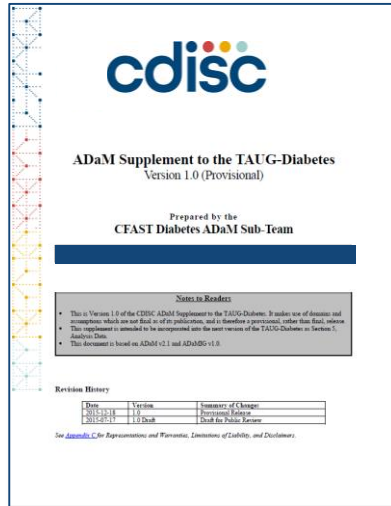 cdisc
ADaM Supplement to the TAUG-Diabetes
Version 1.0 (Provisional)
Prepared by the
CFAST Diabetes ADaM Sub-Team
Notes to Readers
• This is Version 1.0 of the CDISC ADaM Supplement to the TAUG-Diabetes. It makes use of domains and
assumptions which are not final as of its publication, and is therefore a provisional, rather than final, release.
• This supplement is intended to be incorporated into the next version of the TAUG-Diabetes as Section 5,
Analysis Data.
• This document is based on ADaM v2.1 and ADaMIG v1.0.
Revision History
Date Version Summary of Changes
2015-12-18 1.0 Provisional Release
2015-07-17 1.0 Draft Draft for Public Review
See Appendix C for Representations and Warranties, Limitations of Liability, and Disclaimers.